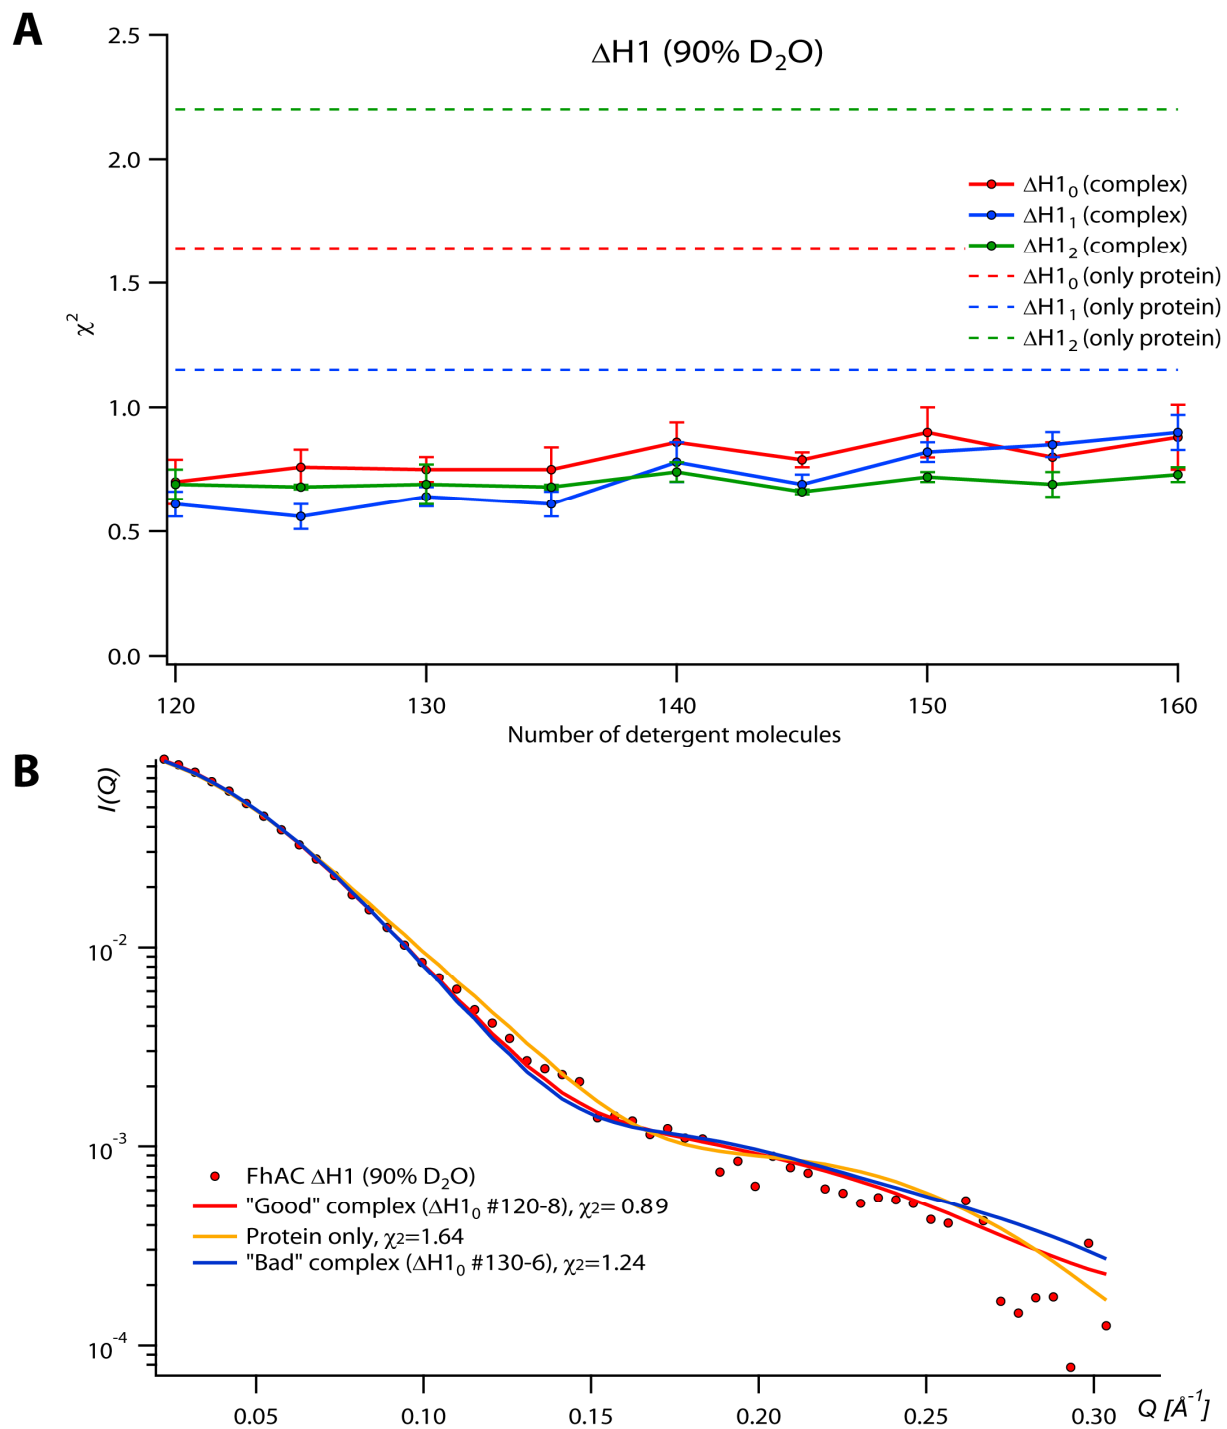 A
ΔH1 (90% D₂O)
2.5
2.0
1.5
1.0
0.5
0.0
χ²
ΔH1₀ (complex)
ΔH1₁ (complex)
ΔH1₂ (complex)
ΔH1₀ (only protein)
ΔH1₁ (only protein)
ΔH1₂ (only protein)
120 130 140 150 160
Number of detergent molecules
B
I(Q)
10⁻²
10⁻³
10⁻⁴
FhAC ΔH1 (90% D₂O)
"Good" complex (ΔH1₀ #120-8), χ2= 0.89
Protein only, χ2=1.64
"Bad" complex (ΔH1₀ #130-6), χ2=1.24
0.05 0.10 0.15 0.20 0.25 0.30 Q [Å⁻¹]